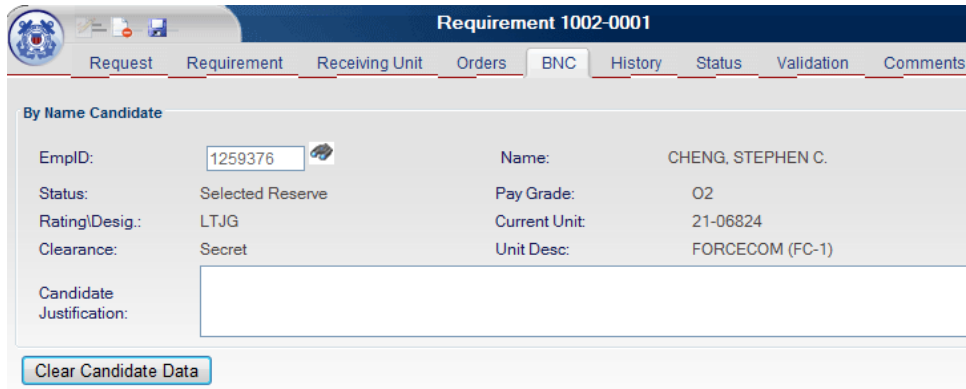 Requirement 1002-0001
Request Requirement Receiving Unit Orders BNC History Status Validation Comments
By Name Candidate
EmpID: 1259376 Name: CHENG, STEPHEN C.
Status: Selected Reserve Pay Grade: O2
Rating\Desig.: LTJG Current Unit: 21-06824
Clearance: Secret Unit Desc: FORCECOM (FC-1)
Candidate
Justification:
Clear Candidate Data